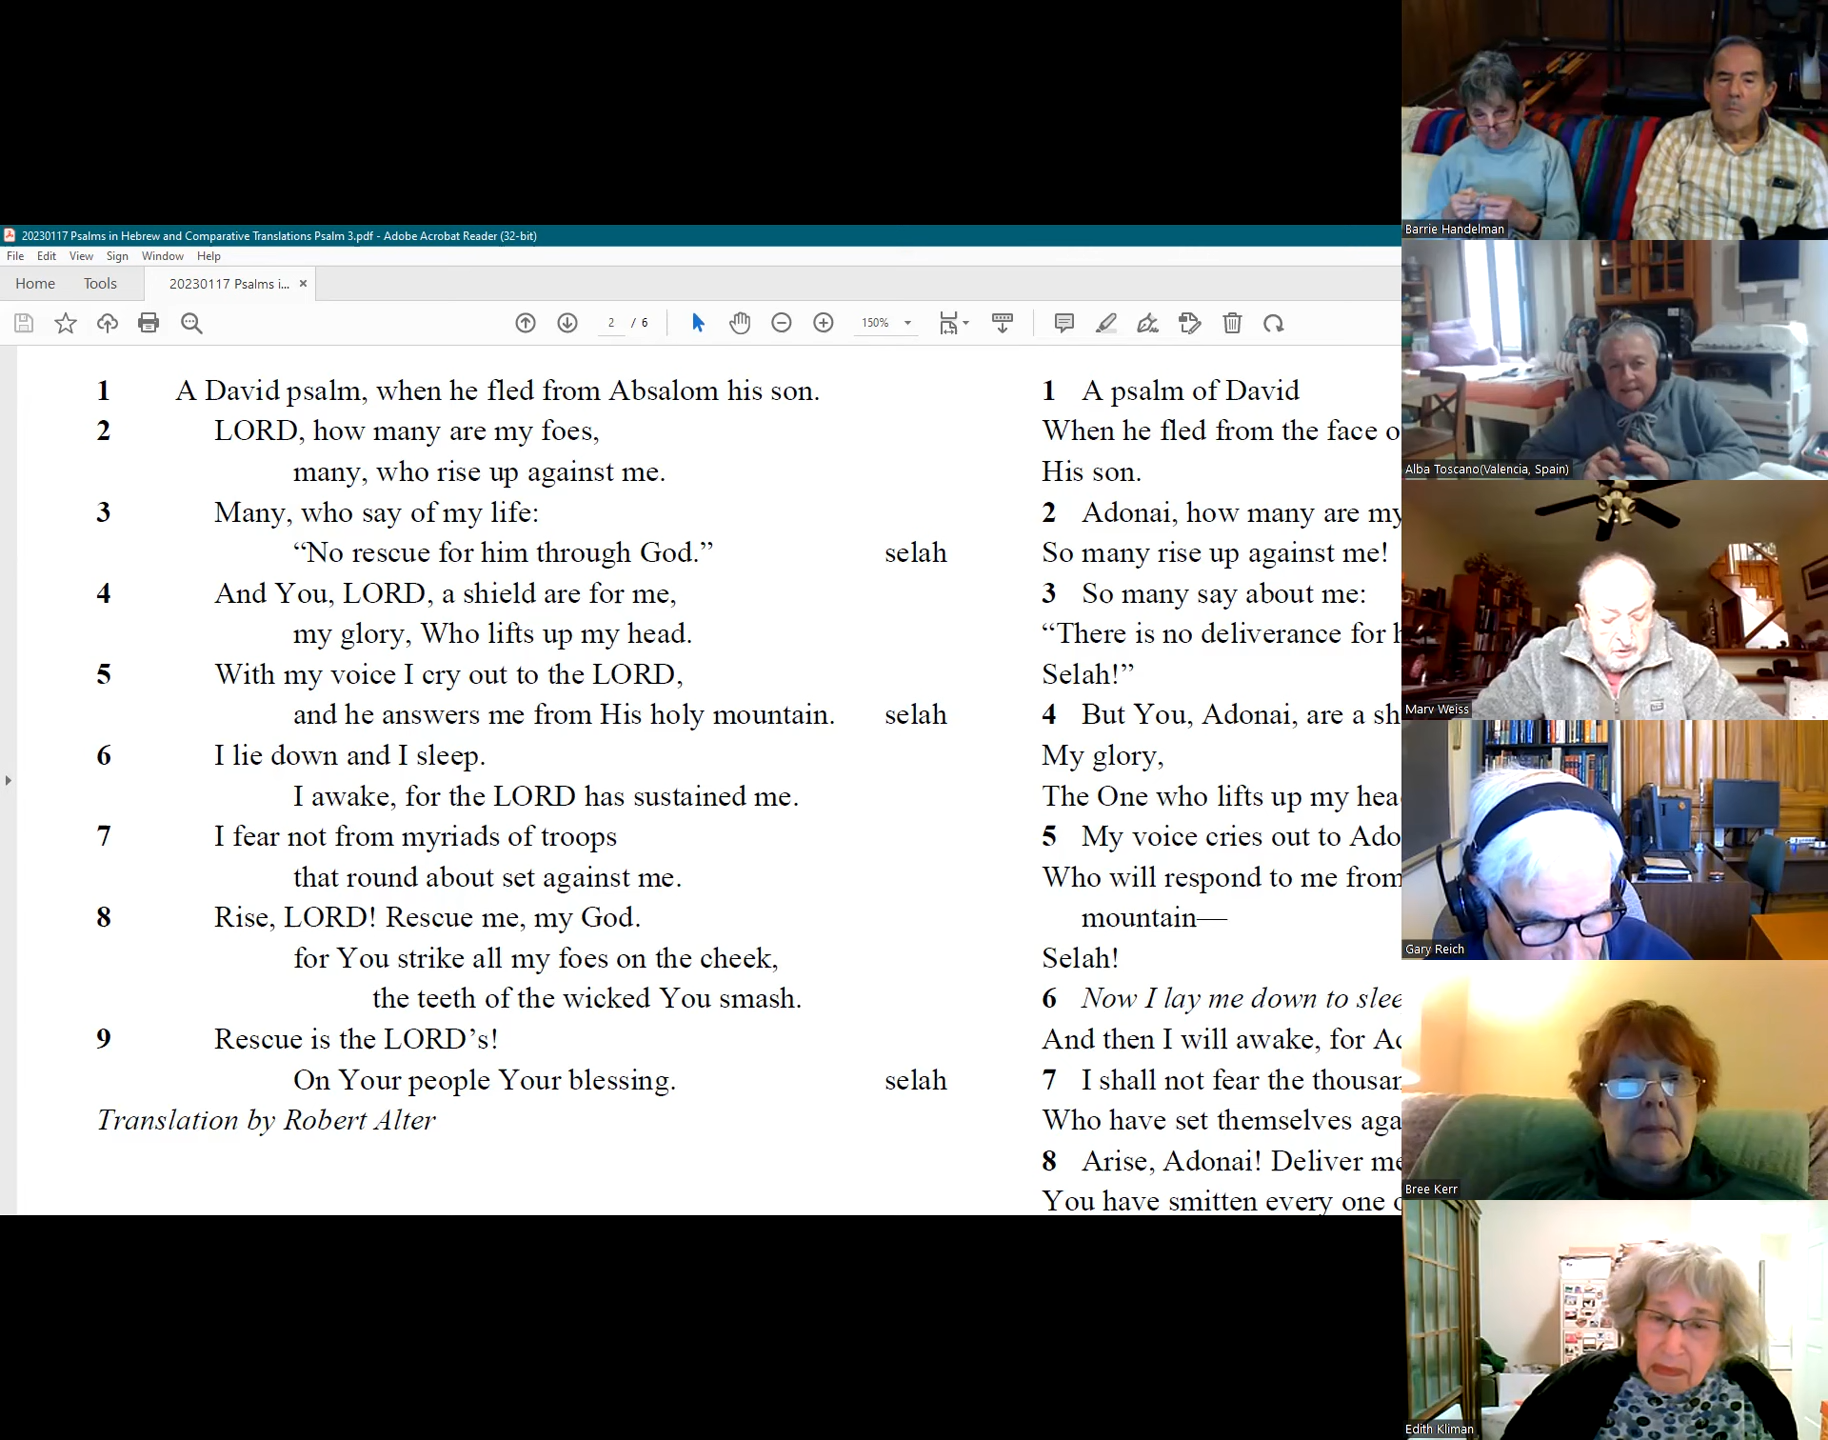 20230117 Psalms in Hebrew and Comparative Translations Psalm 3.pdf - Adobe Acrobat Reader (32-bit)
File Edit View Sign Window Help
Home Tools 20230117 Psalms i... ×
2 / 6 150%
1 A David psalm, when he fled from Absalom his son.
2 LORD, how many are my foes,
many, who rise up against me.
3 Many, who say of my life:
“No rescue for him through God.” selah
4 And You, LORD, a shield are for me,
my glory, Who lifts up my head.
5 With my voice I cry out to the LORD,
and he answers me from His holy mountain. selah
6 I lie down and I sleep.
I awake, for the LORD has sustained me.
7 I fear not from myriads of troops
that round about set against me.
8 Rise, LORD! Rescue me, my God.
for You strike all my foes on the cheek,
the teeth of the wicked You smash.
9 Rescue is the LORD’s!
On Your people Your blessing. selah
Translation by Robert Alter
1 A psalm of David
When he fled from the face
His son.
2 Adonai, how many are my
So many rise up against me!
3 So many say about me:
“There is no deliverance for
Selah!”
4 But You, Adonai, are a
My glory,
The One who lifts up my
5 My voice cries out to
Who will respond to me from
mountain—
Selah!
6 Now I lay me down to
And then I will awake, for
7 I shall not fear the
Who have set themselves
8 Arise, Adonai! Deliver
You have smitten every one
Barrie Handelman
Alba Toscano(Valencia, Spain)
Marv Weiss
Gary Reich
Bree Kerr
Edith Kliman